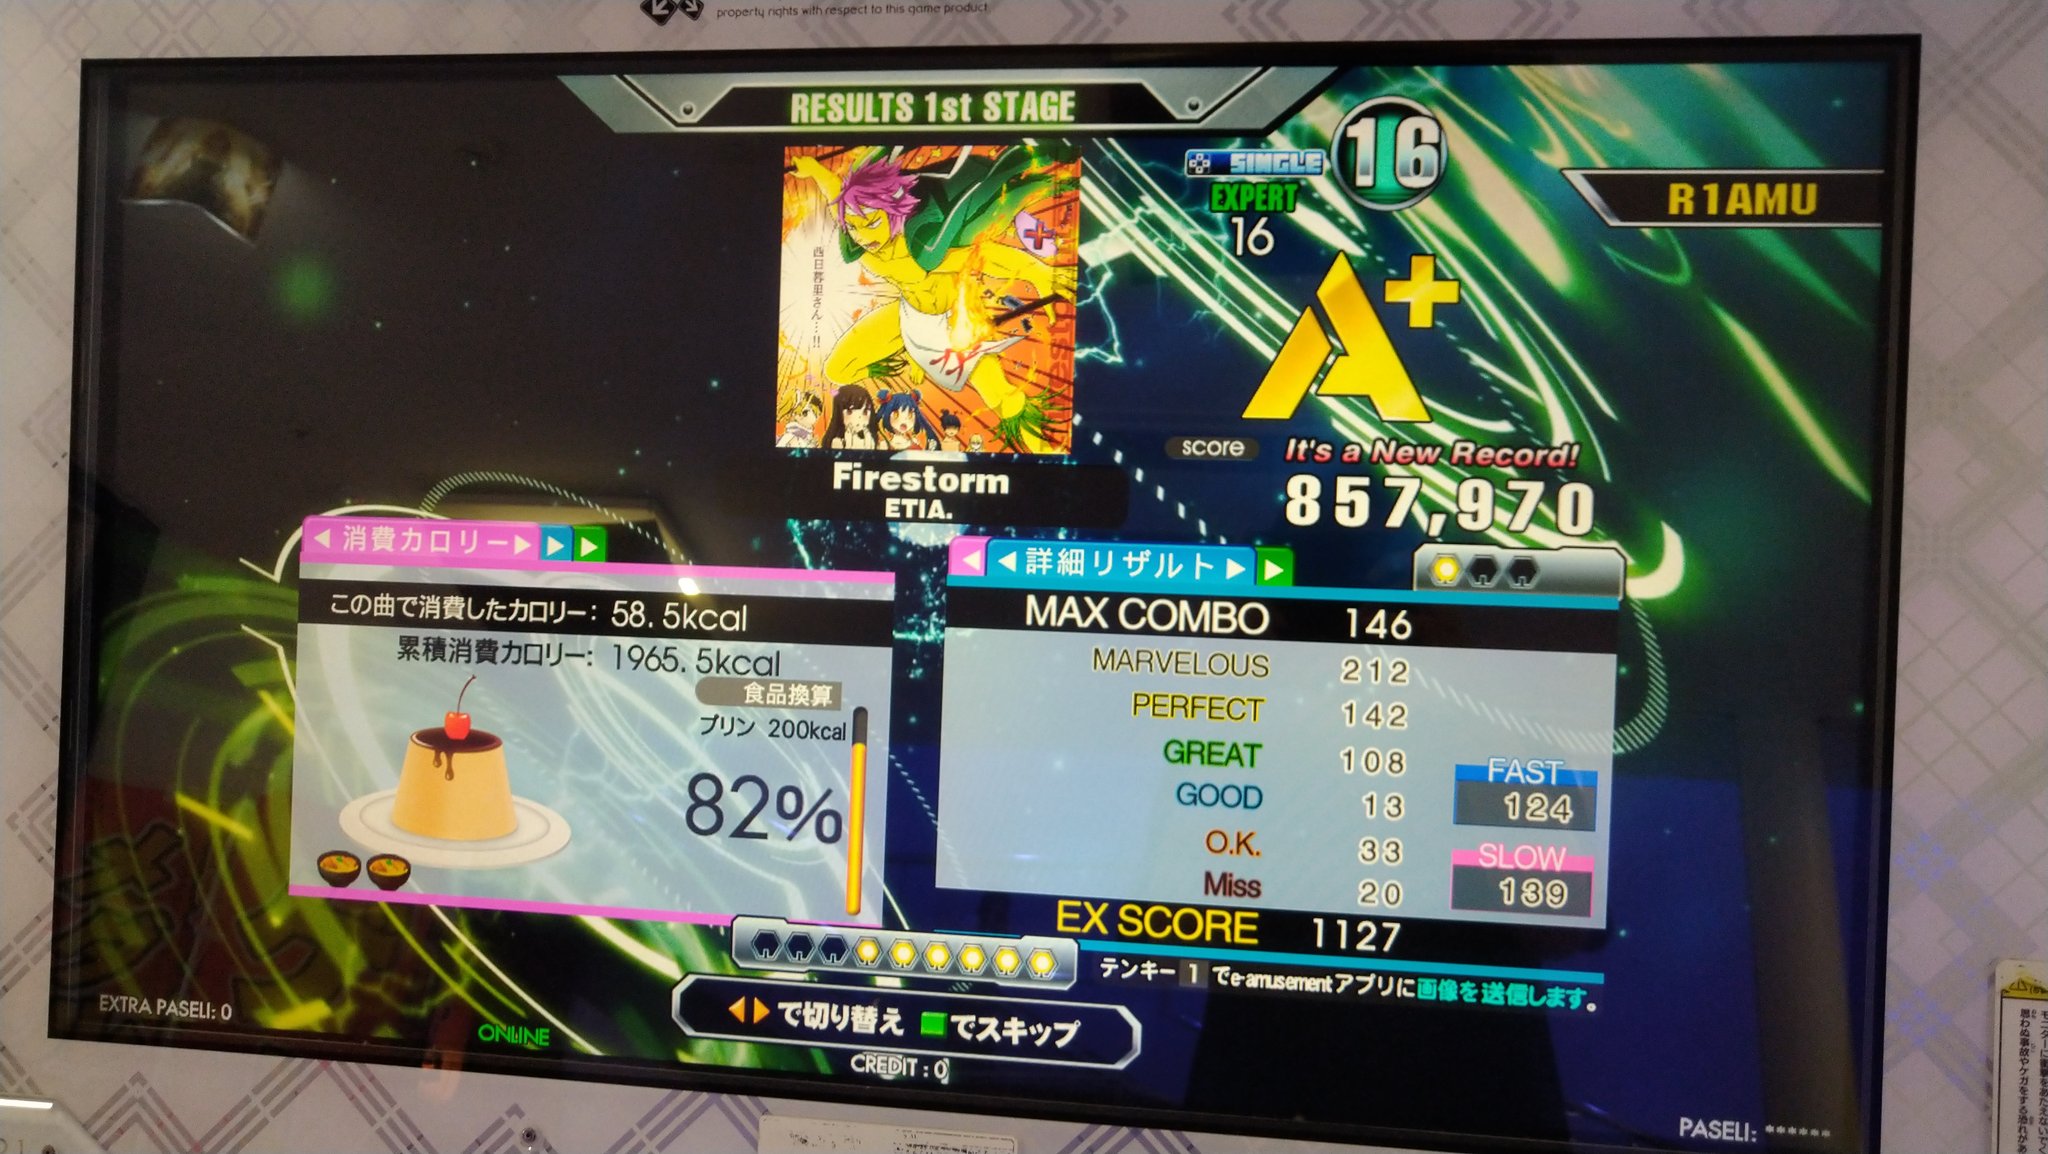 property rights with respect to this game product.
RESULTS 1st STAGE
SINGLE
EXPERT
16
16
R1AMU
A+
西日暮里さん…!!
Firestorm
ETIA.
score
It's a New Record!
857,970
消費カロリー
この曲で消費したカロリー: 58.5kcal
累積消費カロリー: 1965.5kcal
食品換算
プリン 200kcal
82%
詳細リザルト
MAX COMBO 146
MARVELOUS 212
PERFECT 142
GREAT 108
GOOD 13
O.K. 33
Miss 20
FAST
124
SLOW
139
EX SCORE 1127
テンキー 1 でe-amusementアプリに画像を送信します。
で切り替え でスキップ
EXTRA PASELI: 0
ONLINE
CREDIT : 0
PASELI: ******